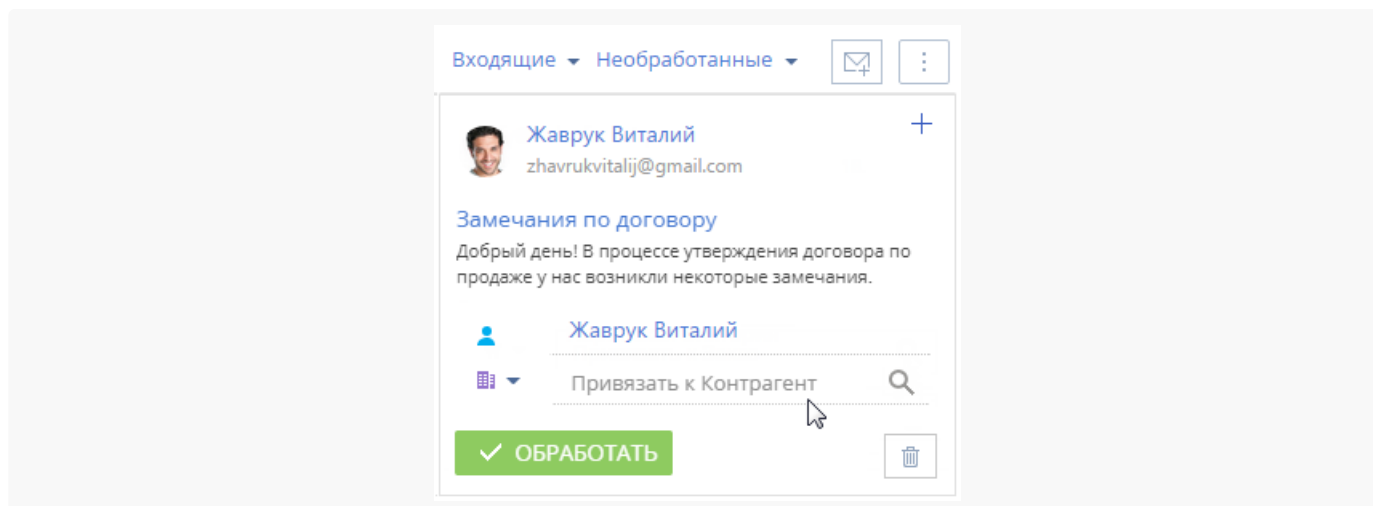 Входящие Необработанные
Жаврук Виталий
zhavrukvitalij@gmail.com
Замечания по договору
Добрый день! В процессе утверждения договора по
продаже у нас возникли некоторые замечания.
Жаврук Виталий
Привязать к Контрагент
ОБРАБОТАТЬ